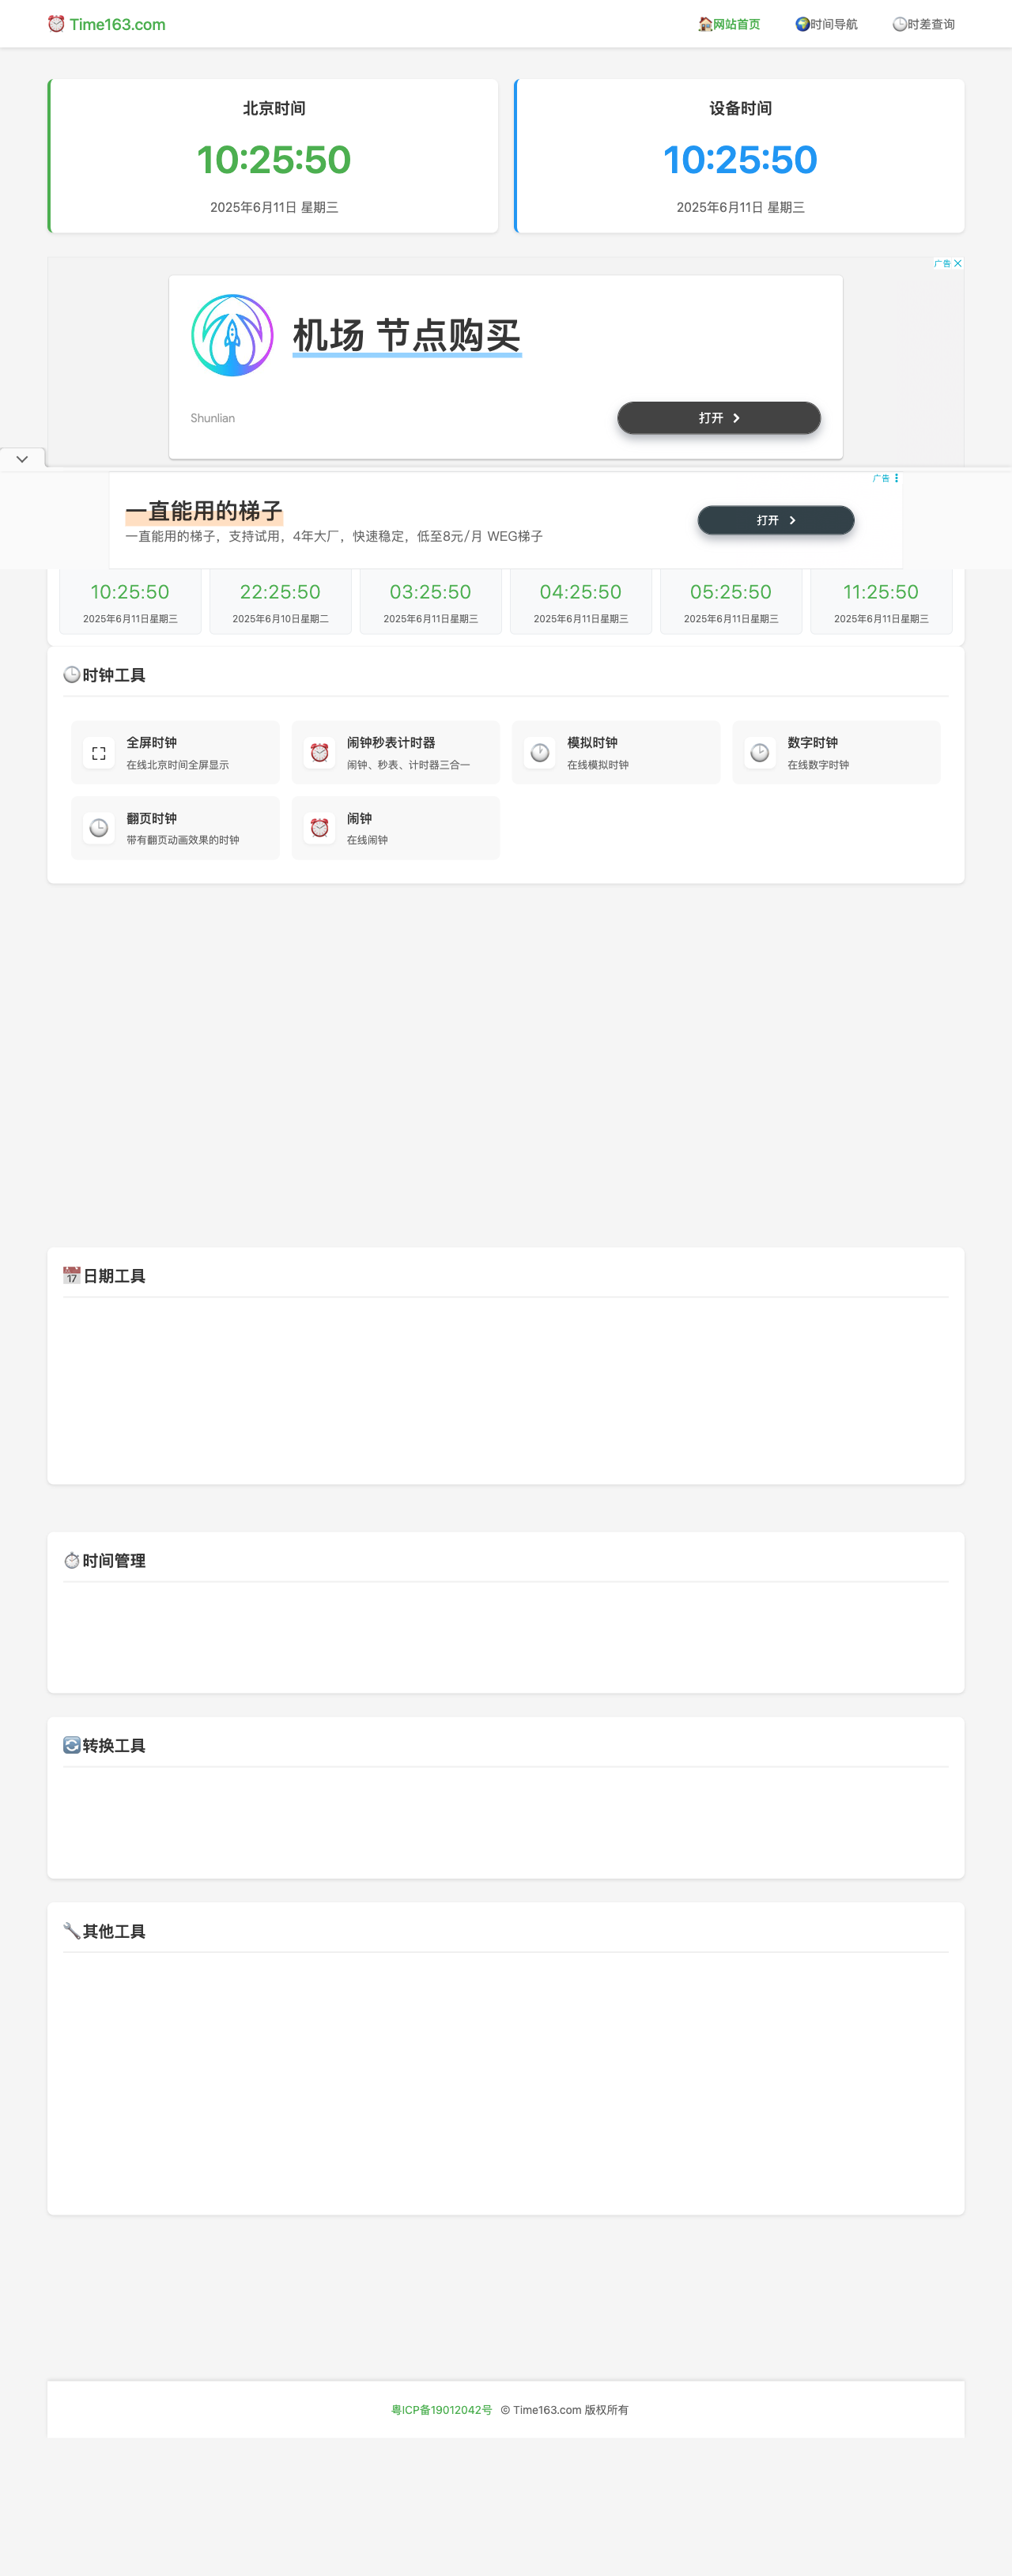 Time163.com
网站首页
时间导航
时差查询
北京时间
10:25:50
2025年6月11日 星期三
设备时间
10:25:50
2025年6月11日 星期三
广告
机场 节点购买
Shunlian
打开
广告
一直能用的梯子
一直能用的梯子，支持试用，4年大厂，快速稳定，低至8元/月 WEG梯子
打开
10:25:50
2025年6月11日星期三
22:25:50
2025年6月10日星期二
03:25:50
2025年6月11日星期三
04:25:50
2025年6月11日星期三
05:25:50
2025年6月11日星期三
11:25:50
2025年6月11日星期三
时钟工具
全屏时钟
在线北京时间全屏显示
闹钟秒表计时器
闹钟、秒表、计时器三合一
模拟时钟
在线模拟时钟
数字时钟
在线数字时钟
翻页时钟
带有翻页动画效果的时钟
闹钟
在线闹钟
17
日期工具
时间管理
转换工具
其他工具
粤ICP备19012042号 © Time163.com 版权所有